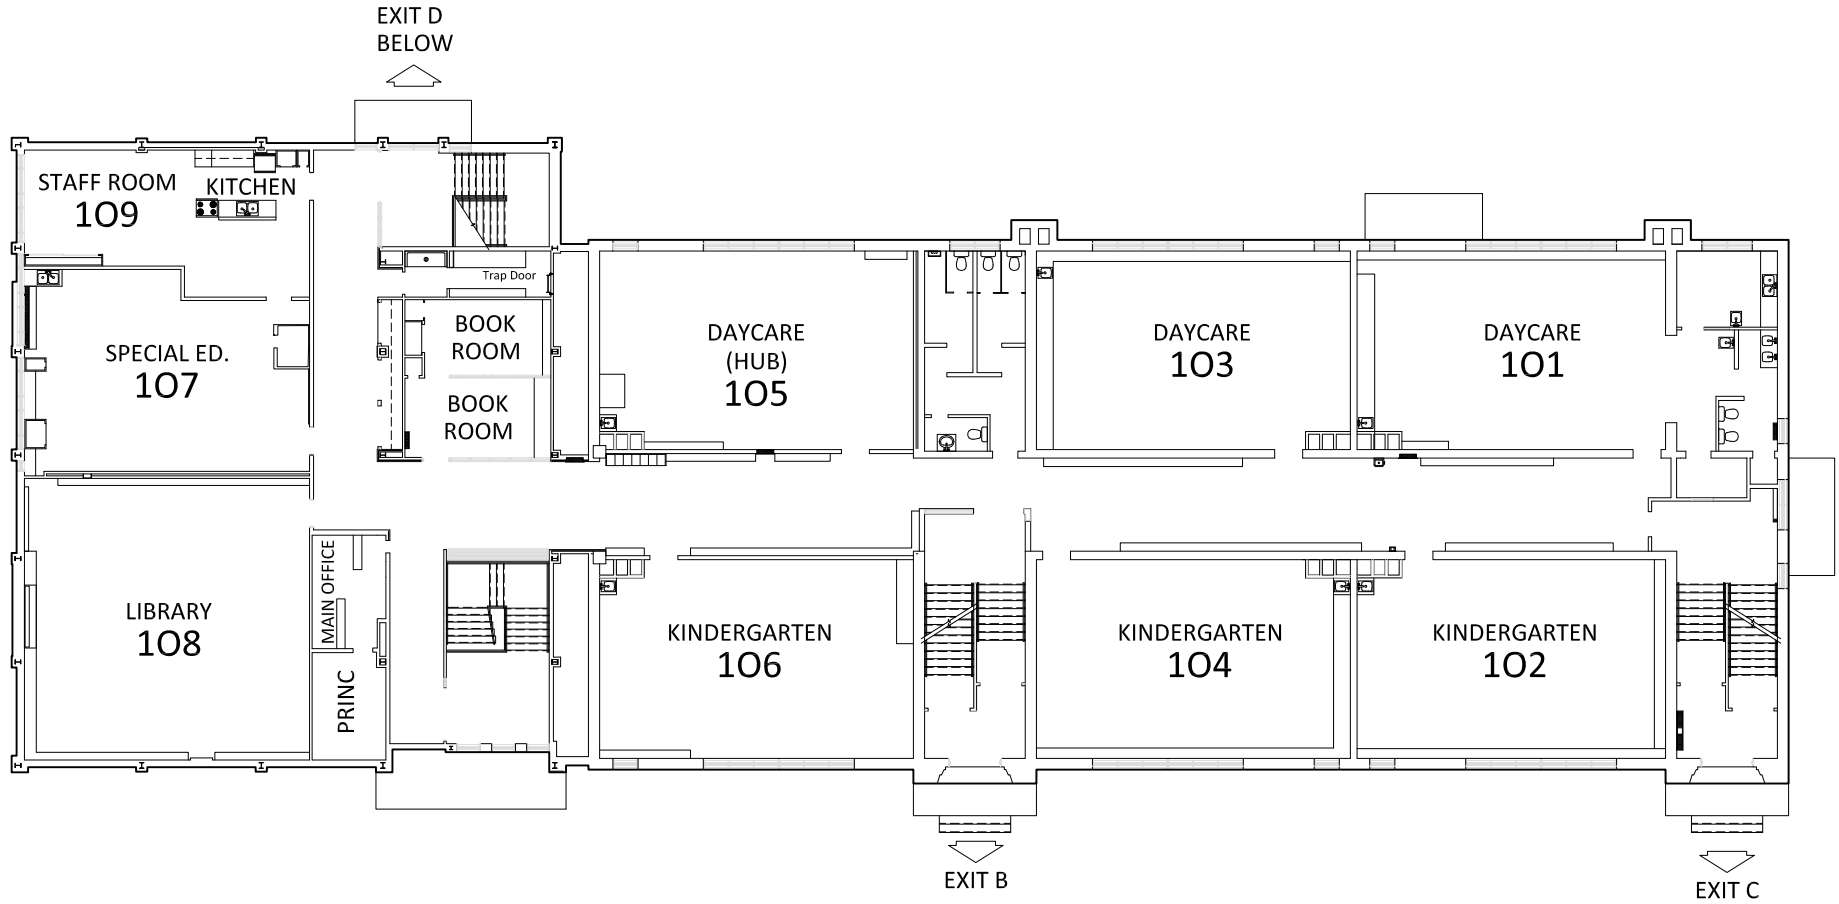 EXIT D
BELOW
STAFF ROOM
1O9
KITCHEN
Trap Door
SPECIAL ED.
1O7
BOOK
ROOM
BOOK
ROOM
DAYCARE
(HUB)
1O5
DAYCARE
1O3
DAYCARE
1O1
LIBRARY
1O8
MAIN OFFICE
PRINC
KINDERGARTEN
1O6
KINDERGARTEN
1O4
KINDERGARTEN
1O2
EXIT B
EXIT C